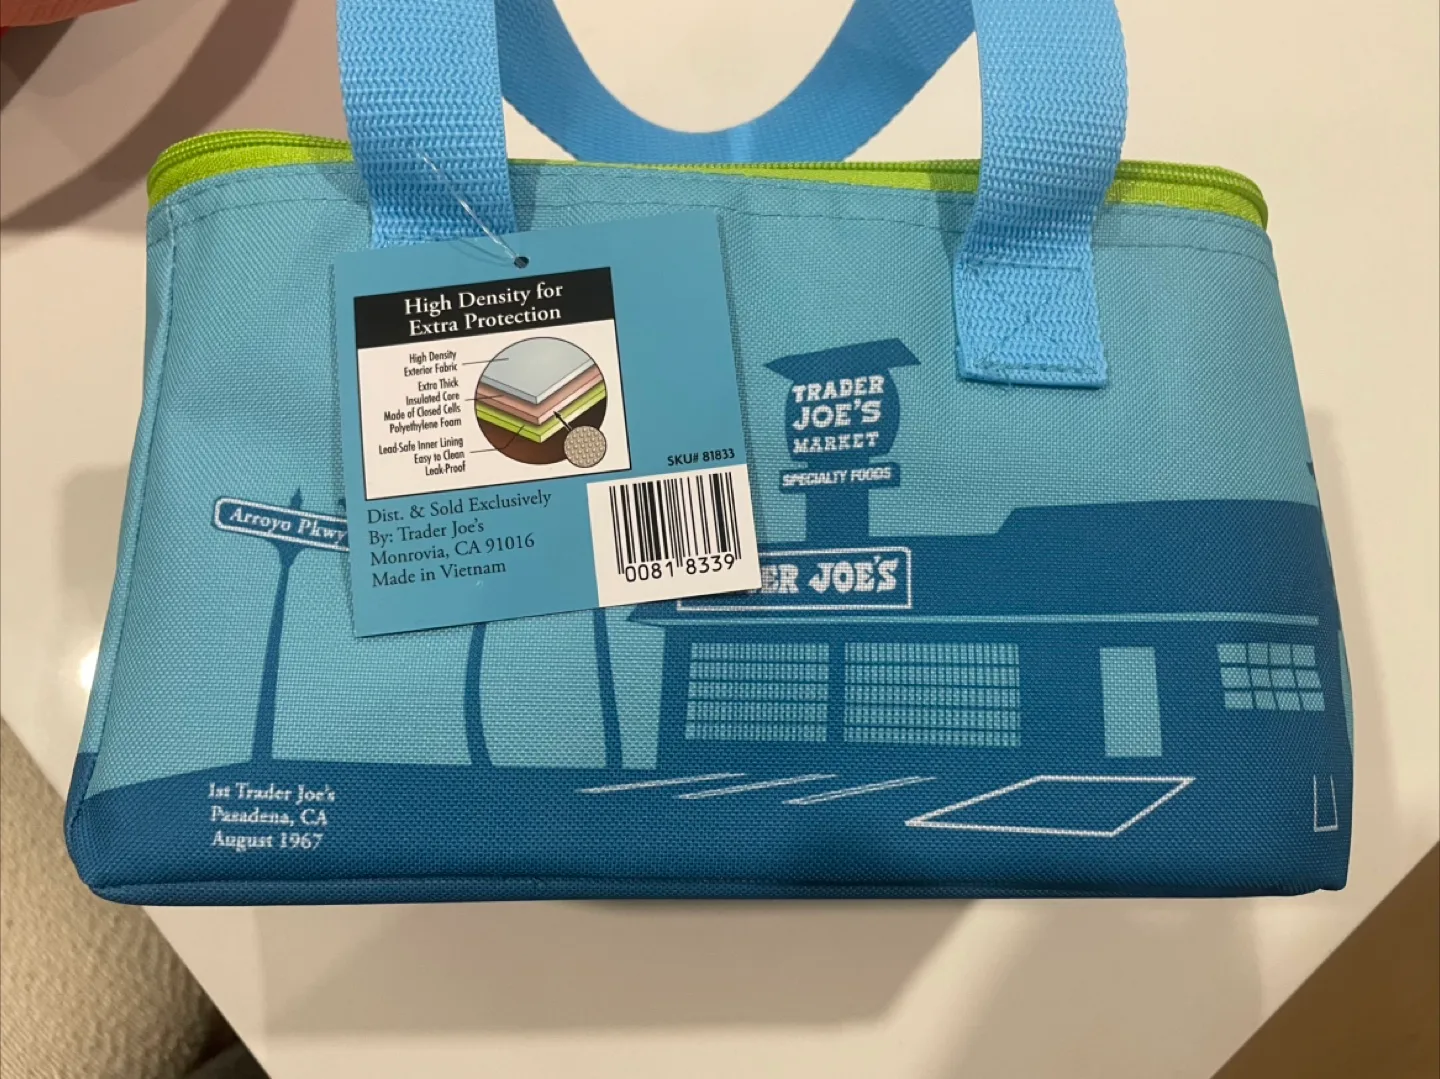 High Density for
Extra Protection
High Density
Exterior Fabric
Extra Thick
Insulated Core
Made of Closed Cells
Polyethylene Foam
Lead-Safe Inner Lining
Easy to Clean
Leak-Proof
SKU# 81833
Dist. & Sold Exclusively
By: Trader Joe's
Monrovia, CA 91016
Made in Vietnam
0081 8339
TRADER
JOE'S
MARKET
SPECIALTY FOODS
Arroyo Pkwy
ER JOE'S
1st Trader Joe's
Pasadena, CA
August 1967